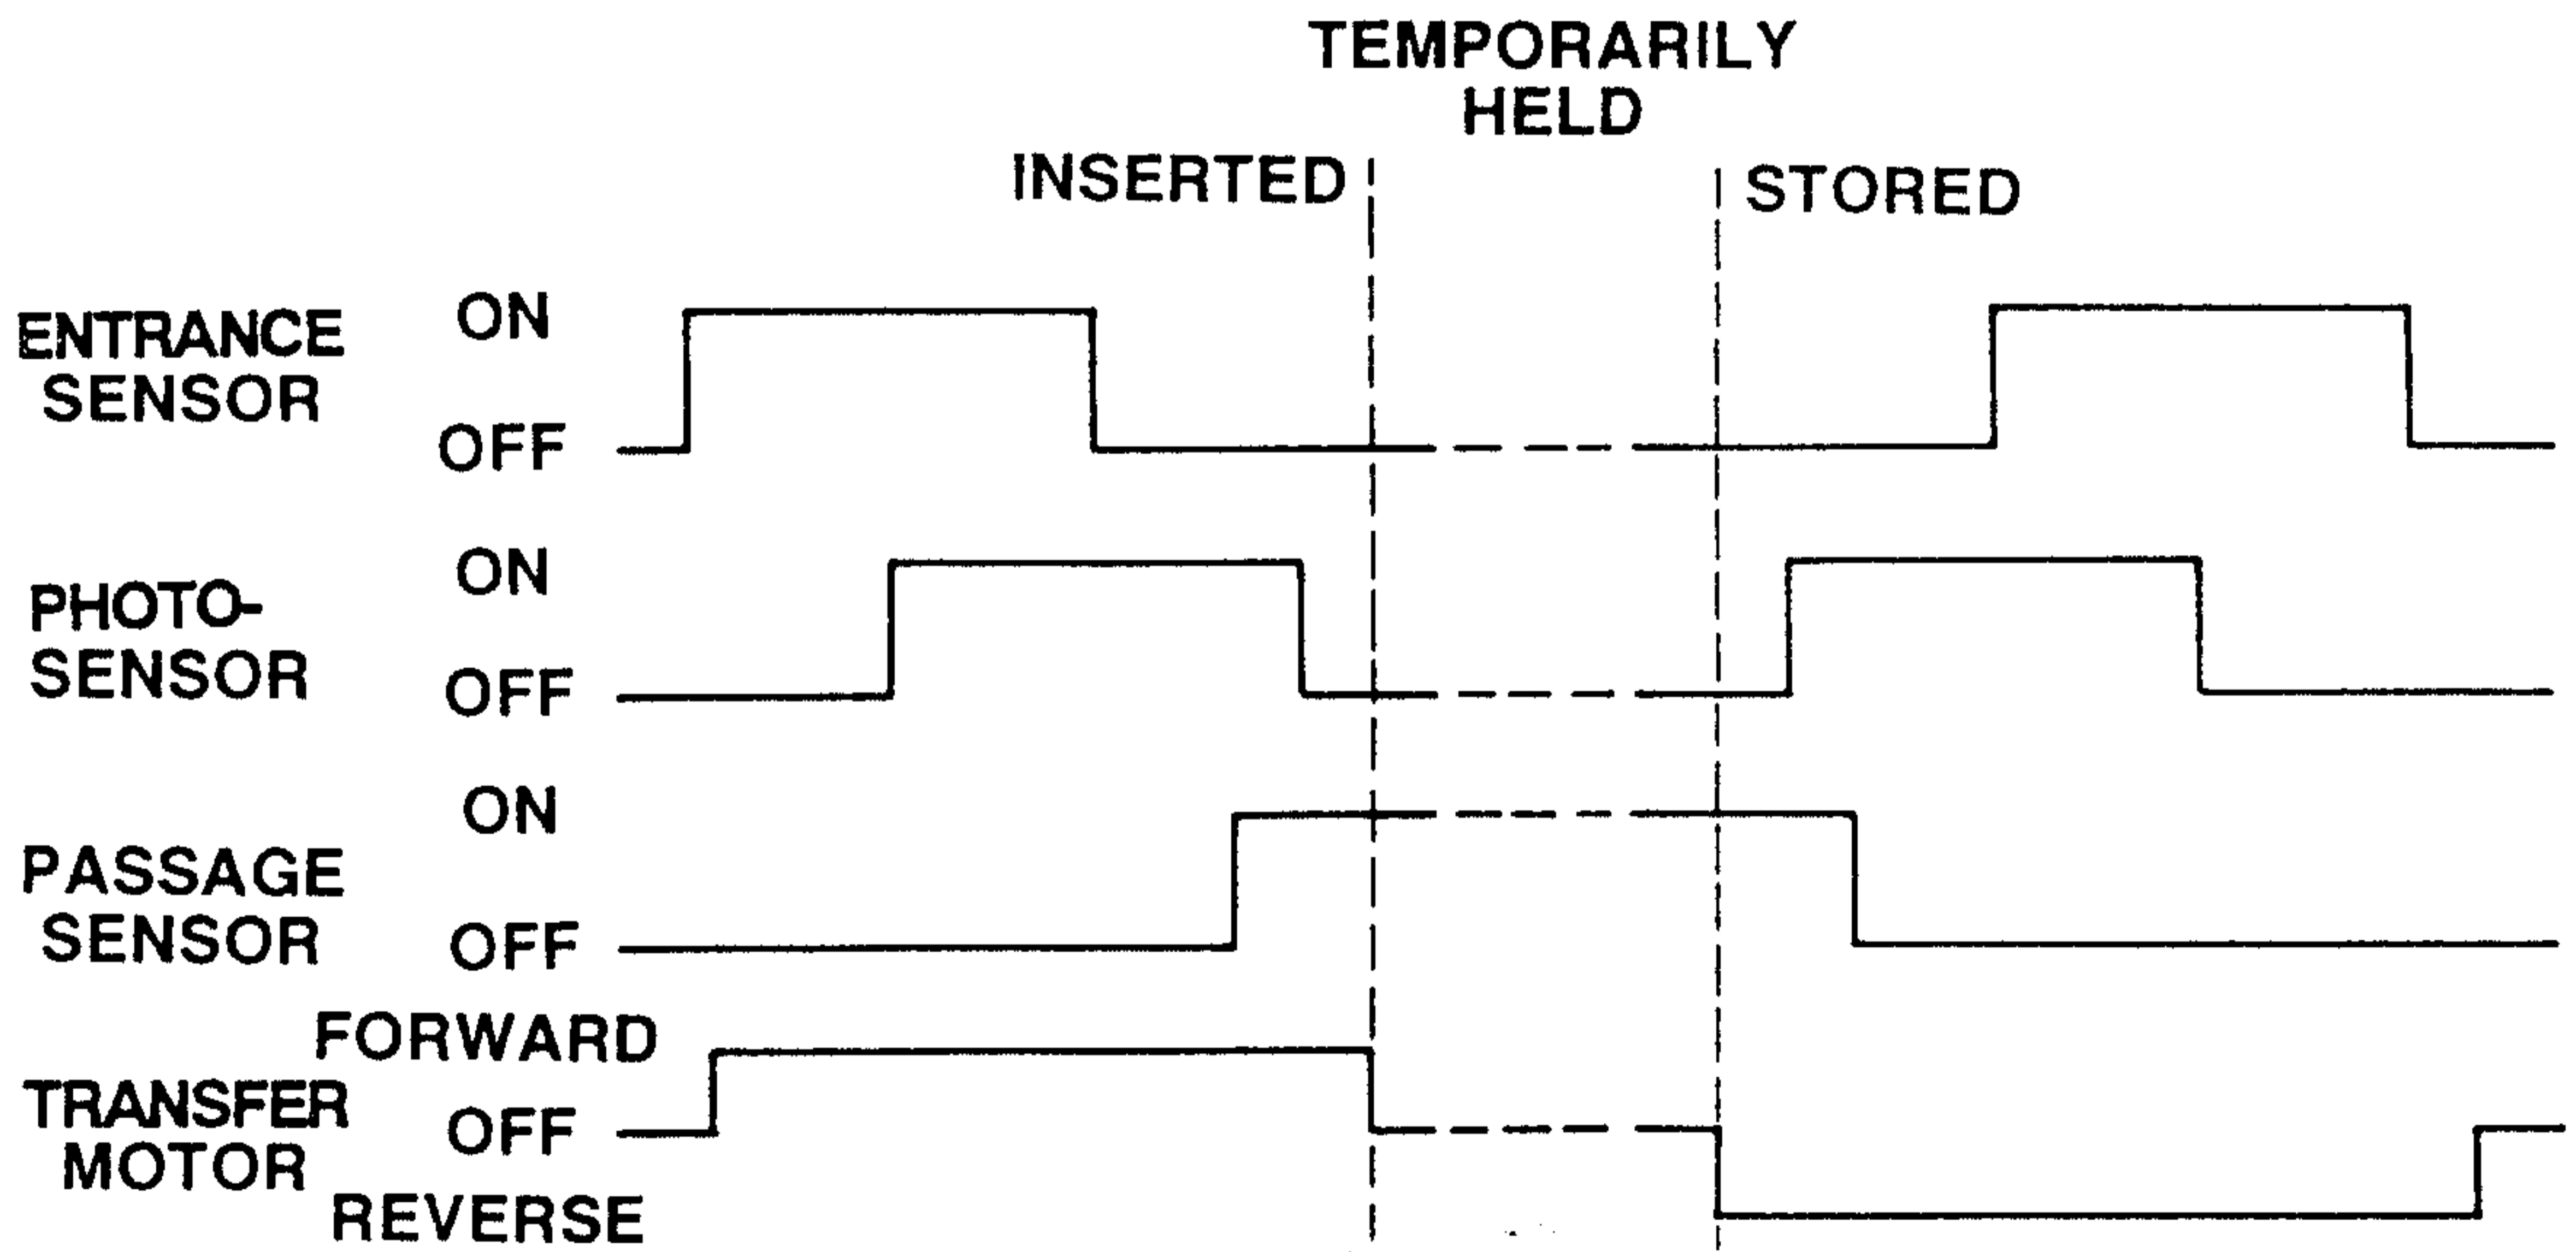 TEMPORARILY
HELD
INSERTED
STORED
ENTRANCE
SENSOR
ON
OFF
PHOTO-
SENSOR
ON
OFF
PASSAGE
SENSOR
ON
OFF
TRANSFER
MOTOR
FORWARD
OFF
REVERSE